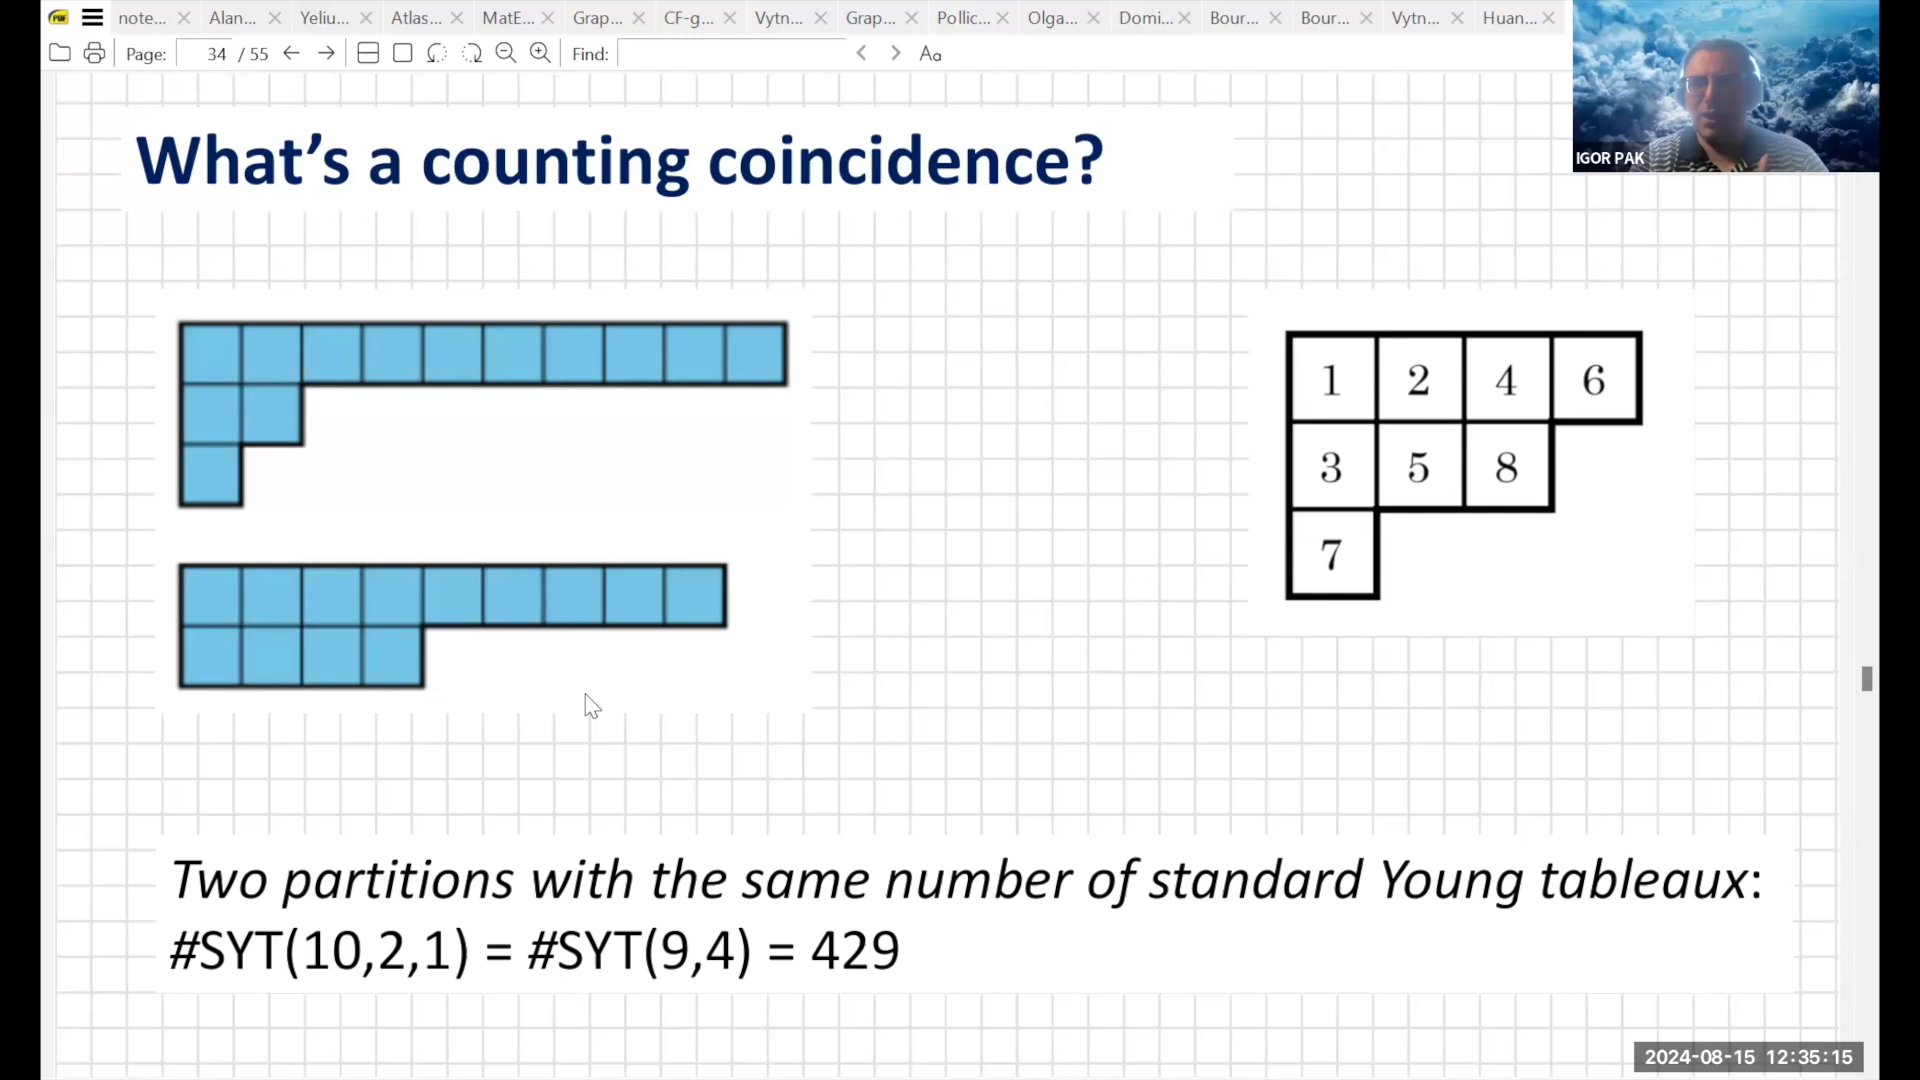 note... Alan... Yeliu... Atlas... MatE... Grap... CF-g... Vytn... Grap... Pollic... Olga... Domi... Bour... Bour... Vytn... Huan...
Page: 34 / 55 Find: Aa
IGOR PAK
What's a counting coincidence?
1 2 4 6
3 5 8
7
Two partitions with the same number of standard Young tableaux:
#SYT(10,2,1) = #SYT(9,4) = 429
2024-08-15 12:35:15